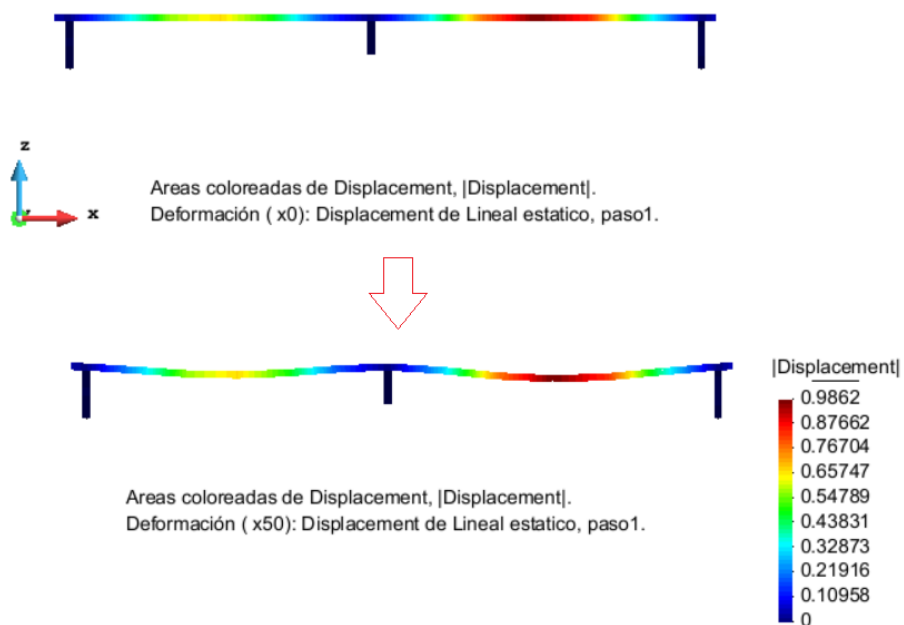 z
x
Areas coloreadas de Displacement, |Displacement|.
Deformación ( x0): Displacement de Lineal estatico, paso1.
|Displacement|
0.9862
0.87662
0.76704
0.65747
0.54789
0.43831
0.32873
0.21916
0.10958
0
Areas coloreadas de Displacement, |Displacement|.
Deformación ( x50): Displacement de Lineal estatico, paso1.